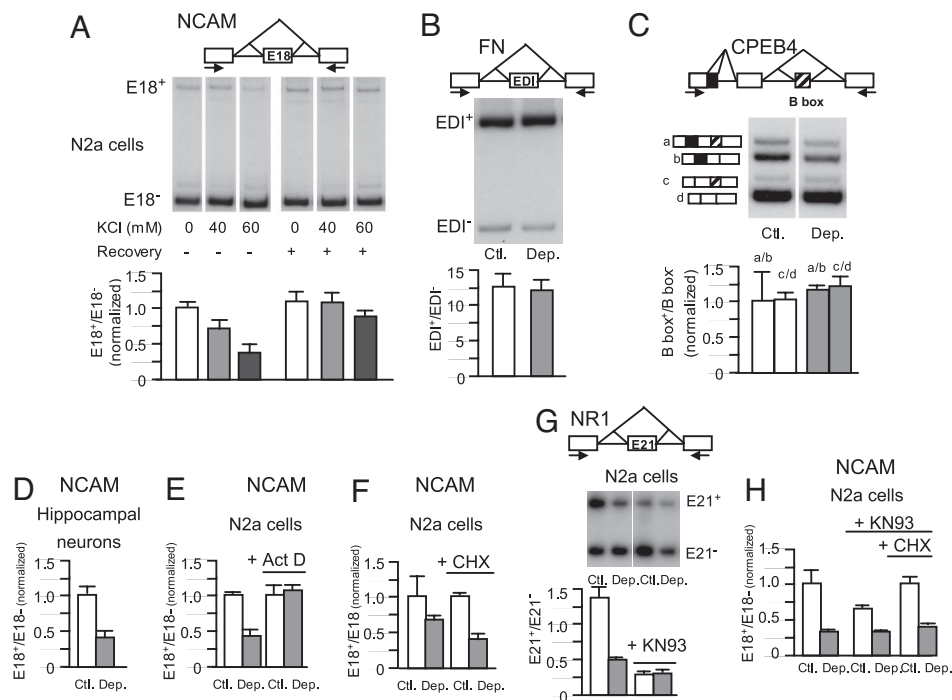 A
NCAM
E18
E18+
N2a cells
E18-
KCl (mM) 0 40 60 0 40 60
Recovery - - - + + +
E18+/E18-
(normalized)
1.5
1.0
0.5
0
B
FN
EDI
EDI+
EDI-
Ctl. Dep.
EDI+/EDI-
15
12
9
6
3
0
C
CPEB4
B box
a
b
c
d
Ctl. Dep.
a/b c/d a/b c/d
B box+/B box-
(normalized)
1.5
1.0
0.5
0
D
NCAM
Hippocampal
neurons
E18+/E18- (normalized)
1.5
1.0
0.5
0
Ctl. Dep.
E
NCAM
N2a cells
+ Act D
E18+/E18- (normalized)
1.5
1.0
0.5
0
Ctl. Dep. Ctl. Dep.
F
NCAM
N2a cells
+ CHX
E18+/E18 (normalized)
1.5
1.0
0.5
0
Ctl. Dep. Ctl. Dep.
G
NR1
E21
N2a cells
E21+
E21-
Ctl. Dep. Ctl. Dep.
E21+/E21-
1.5
1.0
0.5
0
+ KN93
H
NCAM
N2a cells
+ KN93
+ CHX
E18+/E18- (normalized)
1.5
1.0
0.5
0
Ctl. Dep. Ctl. Dep. Ctl. Dep.